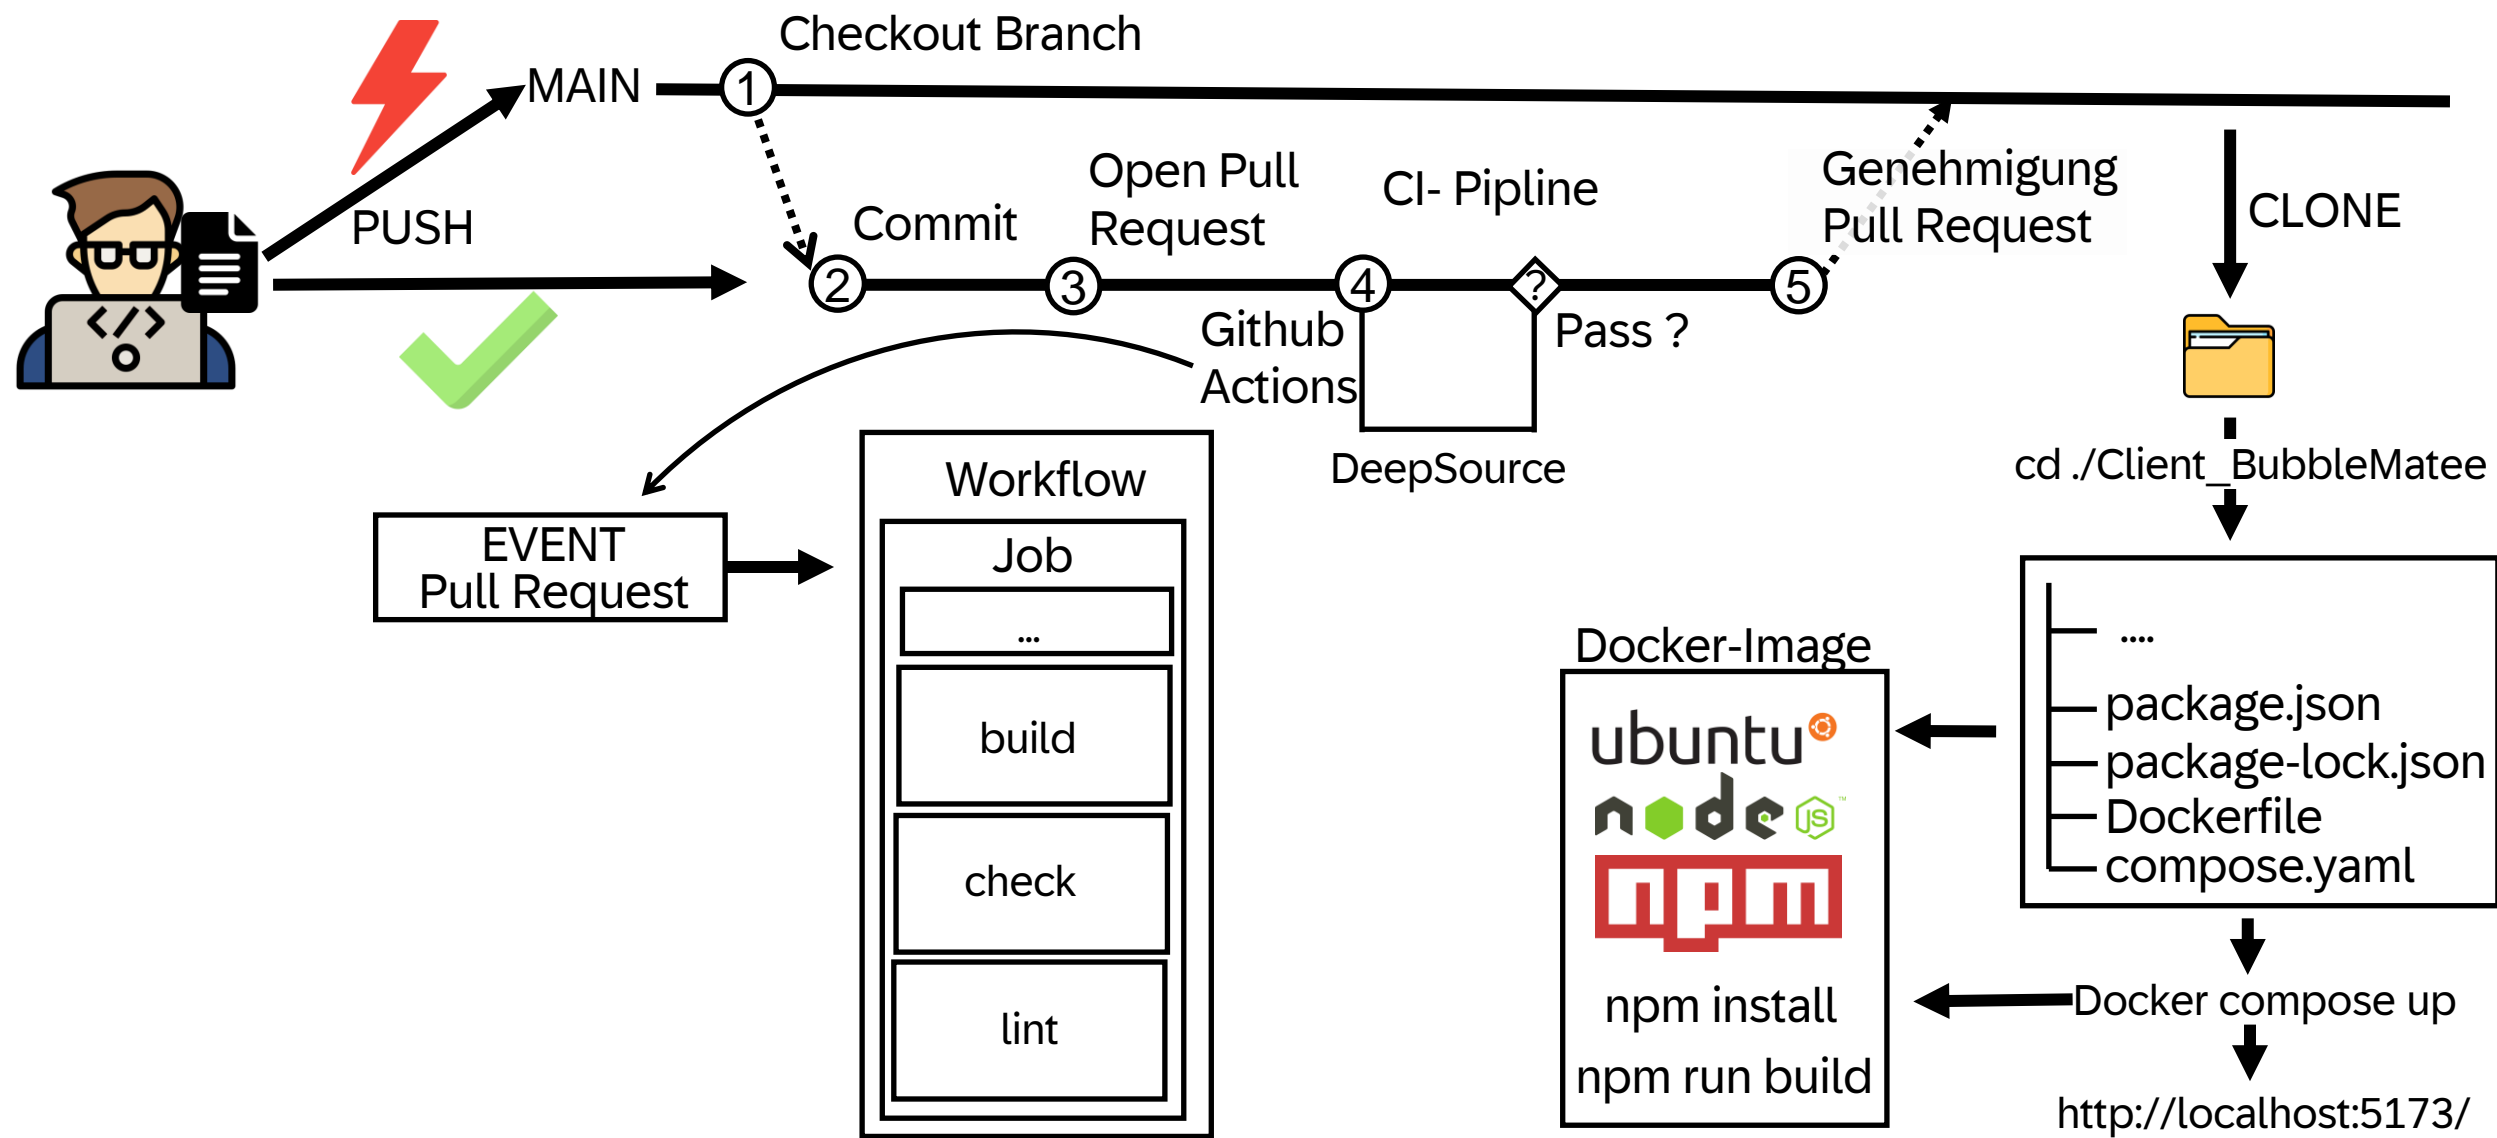 Checkout Branch
MAIN
1
PUSH
Commit
Open Pull
Request
CI- Pipline
Genehmigung
Pull Request
CLONE
2
3
4
?
5
Github
Actions
Pass ?
DeepSource
</>
cd ./Client_BubbleMatee
EVENT
Pull Request
Workflow
Job
...
build
check
lint
Docker-Image
ubuntu
node
JS
™
npm
npm install
npm run build
....
package.json
package-lock.json
Dockerfile
compose.yaml
Docker compose up
http://localhost:5173/